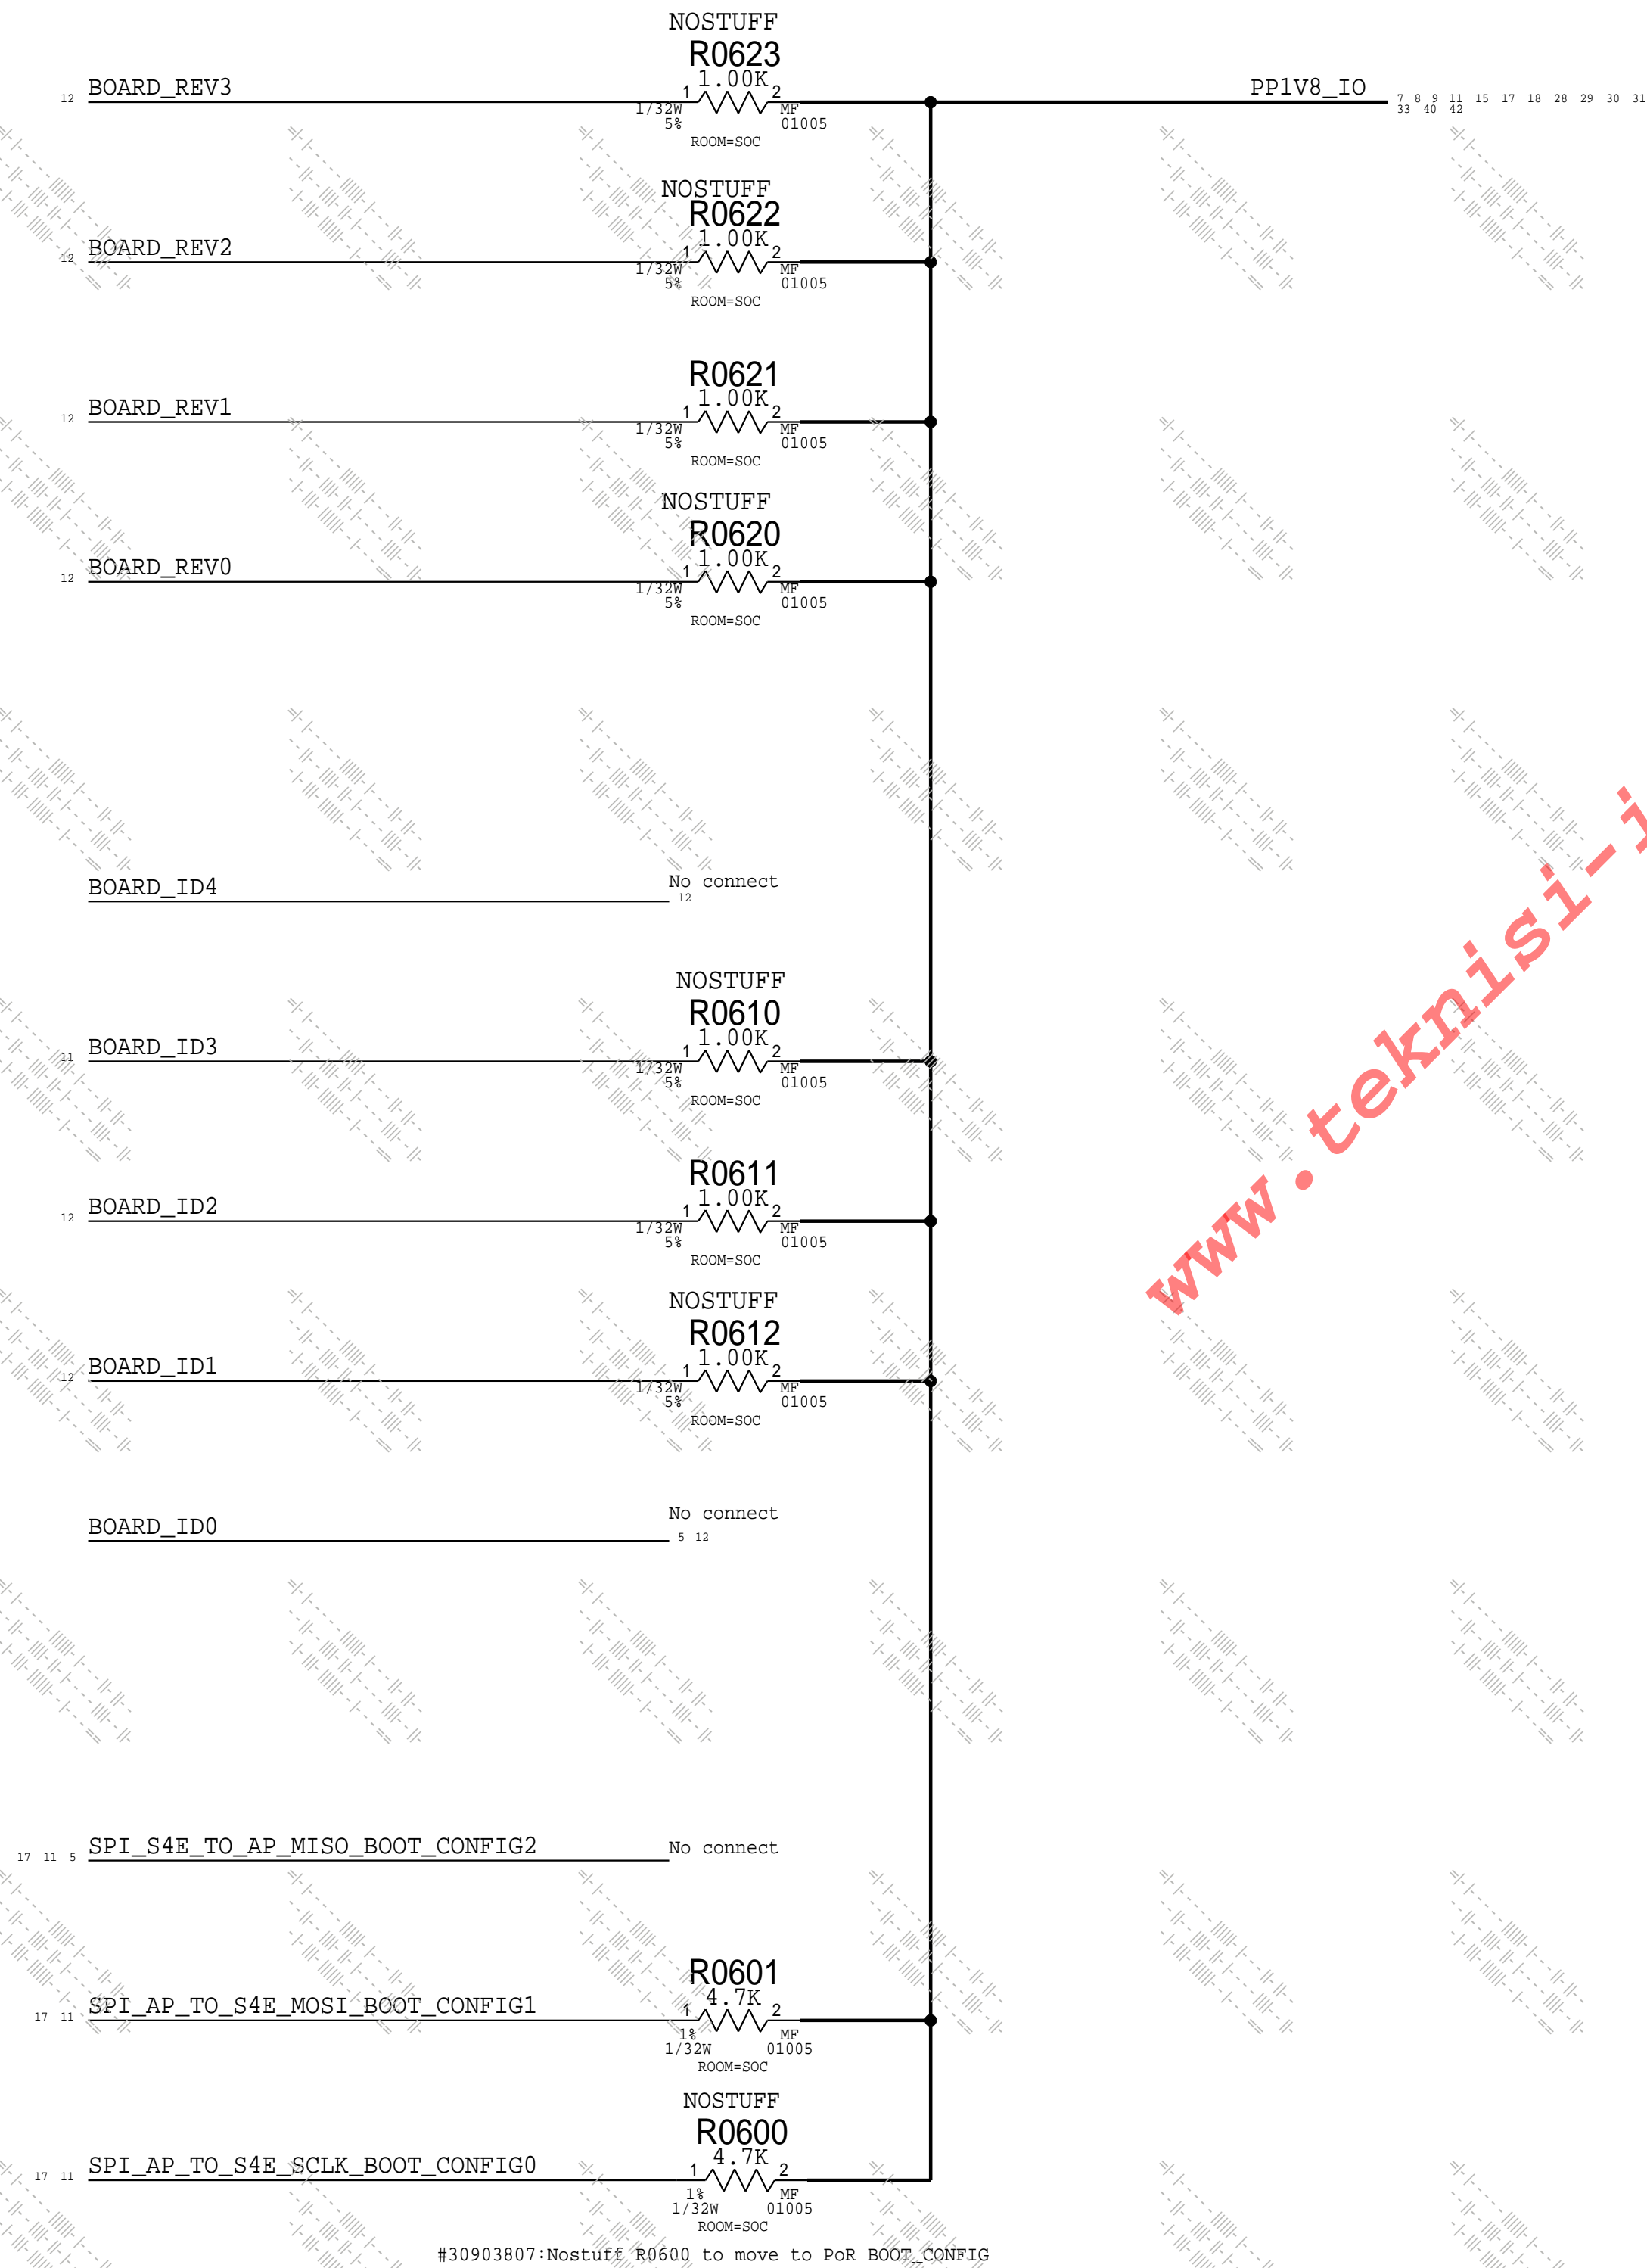 NOSTUFF
R0623
1.00K
12 BOARD_REV3 1 2 PP1V8_IO 7 8 9 11 15 17 18 28 29 30 31
33 40 42
1/32W MF
5% 01005
ROOM=SOC
NOSTUFF
R0622
1.00K
12 BOARD_REV2 1 2
1/32W MF
5% 01005
ROOM=SOC
R0621
1.00K
12 BOARD_REV1 1 2
1/32W MF
5% 01005
ROOM=SOC
NOSTUFF
R0620
1.00K
12 BOARD_REV0 1 2
1/32W MF
5% 01005
ROOM=SOC
BOARD_ID4 No connect
12
NOSTUFF
R0610
1.00K
11 BOARD_ID3 1 2
1/32W MF
5% 01005
ROOM=SOC
R0611
1.00K
12 BOARD_ID2 1 2
1/32W MF
5% 01005
ROOM=SOC
NOSTUFF
R0612
1.00K
12 BOARD_ID1 1 2
1/32W MF
5% 01005
ROOM=SOC
BOARD_ID0 No connect
5 12
17 11 5 SPI_S4E_TO_AP_MISO_BOOT_CONFIG2 No connect
R0601
4.7K
17 11 SPI_AP_TO_S4E_MOSI_BOOT_CONFIG1 1 2
1% MF
1/32W 01005
ROOM=SOC
NOSTUFF
R0600
4.7K
17 11 SPI_AP_TO_S4E_SCLK_BOOT_CONFIG0 1 2
1% MF
1/32W 01005
ROOM=SOC
#30903807:Nostuff R0600 to move to PoR BOOT_CONFIG
www.teknisi-i